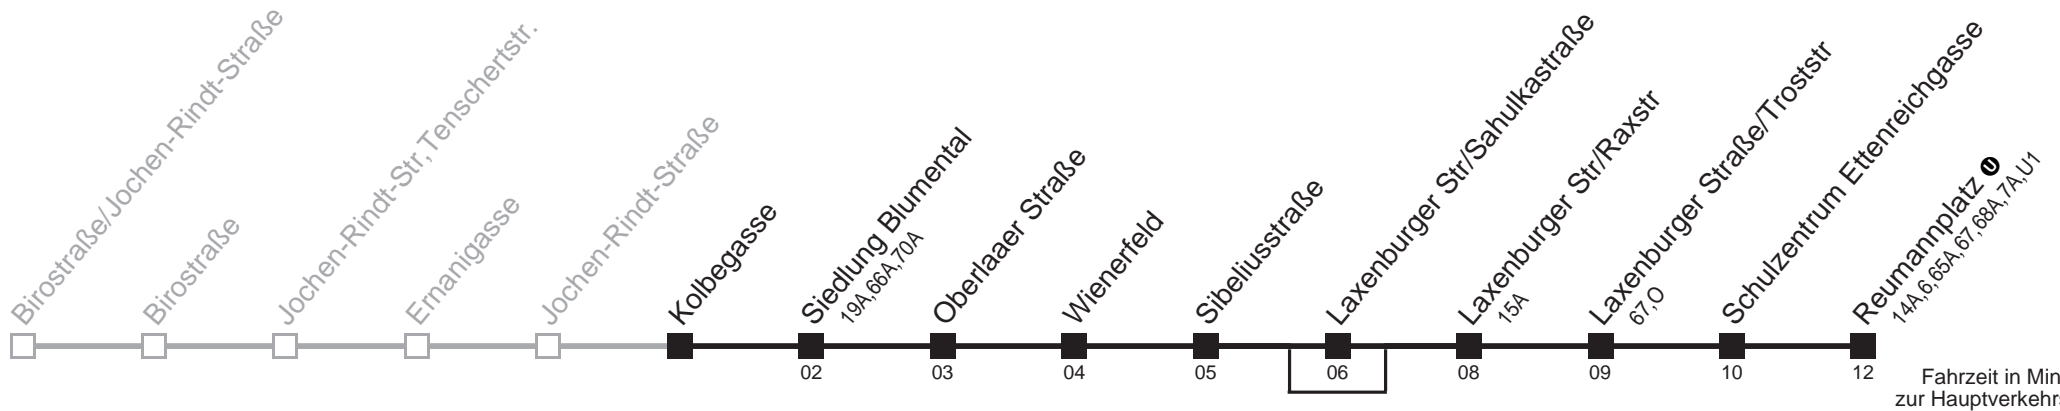 Birostraße/Jochen-Rindt-Straße
Birostraße
Jochen-Rindt-Str,Tenschertstr.
Ernanigasse
Jochen-Rindt-Straße
Kolbegasse
Siedlung Blumental
19A,66A,70A
Oberlaaer Straße
Wienerfeld
Sibeliusstraße
Laxenburger Str/Sahulkastraße
Laxenburger Str/Raxstr
15A
Laxenburger Straße/Troststr
67,O
Schulzentrum Ettenreichgasse
Reumannplatz U
14A,6,65A,67,68A,7A,U1
02 03 04 05 06 08 09 10 12
Fahrzeit in Min
zur Hauptverkehrs